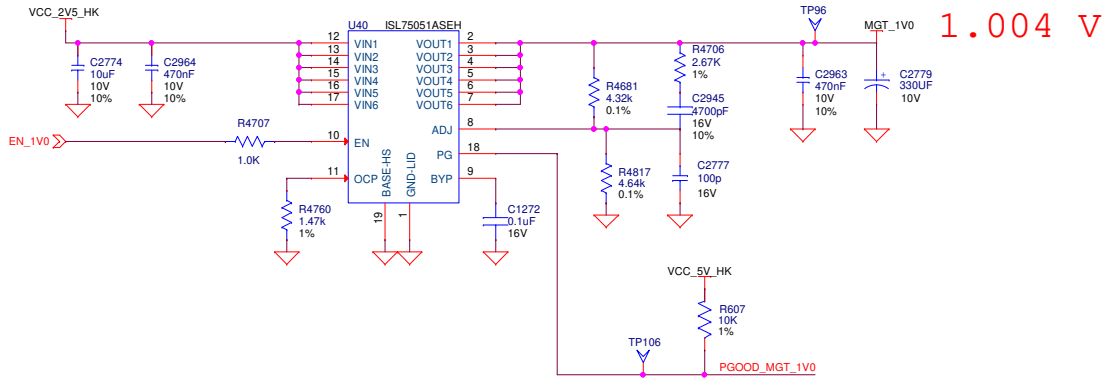 VCC_2V5_HK
U40
ISL75051ASEH
TP96
MGT_1V0
1.004 V
12
VIN1
VOUT1
2
13
VIN2
VOUT2
3
14
VIN3
VOUT3
4
15
VIN4
VOUT4
5
16
VIN5
VOUT5
6
17
VIN6
VOUT6
7
C2774
10uF
10V
10%
C2964
470nF
10V
10%
R4706
2.67K
1%
R4681
4.32k
0.1%
C2945
4700pF
16V
10%
C2963
470nF
10V
10%
C2779
330UF
10V
+
EN_1V0
R4707
1.0K
10
EN
ADJ
8
PG
18
11
OCP
BYP
9
BASE-HS
GND-LID
19
1
R4760
1.47k
1%
C1272
0.1uF
16V
R4817
4.64k
0.1%
C2777
100p
16V
VCC_5V_HK
R607
10K
1%
TP106
PGOOD_MGT_1V0